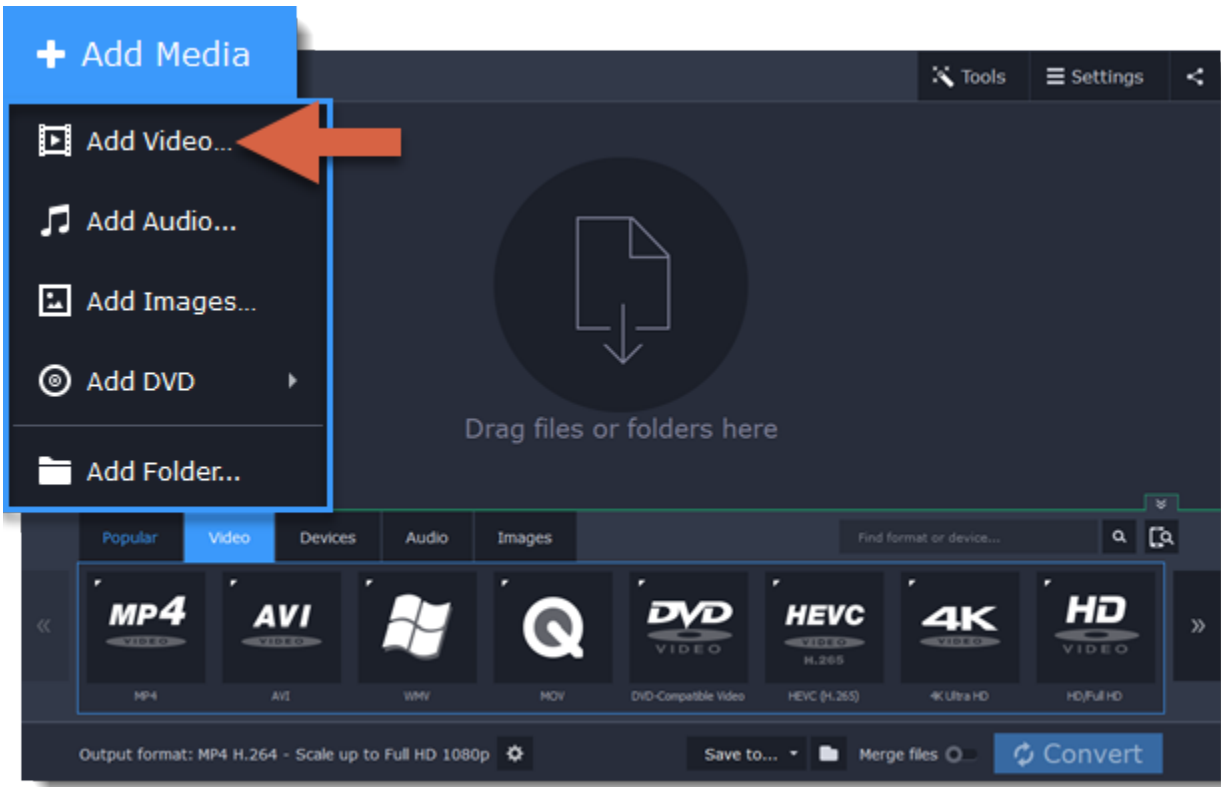 Add Media
Tools
Settings
Add Video...
Add Audio...
Add Images...
Add DVD
Add Folder...
Drag files or folders here
Popular
Video
Devices
Audio
Images
Find format or device...
MP4
VIDEO
AVI
VIDEO
DVD
VIDEO
HEVC
VIDEO
H.265
4K
VIDEO
HD
VIDEO
MP4
AVI
WMV
MOV
DVD-Compatible Video
HEVC (H.265)
4K Ultra HD
HD/Full HD
Output format: MP4 H.264 - Scale up to Full HD 1080p
Save to...
Merge files
Convert